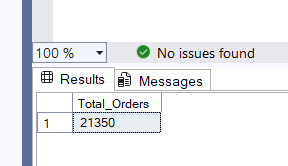 100 %
No issues found
Results
Messages
Total_Orders
1
21350